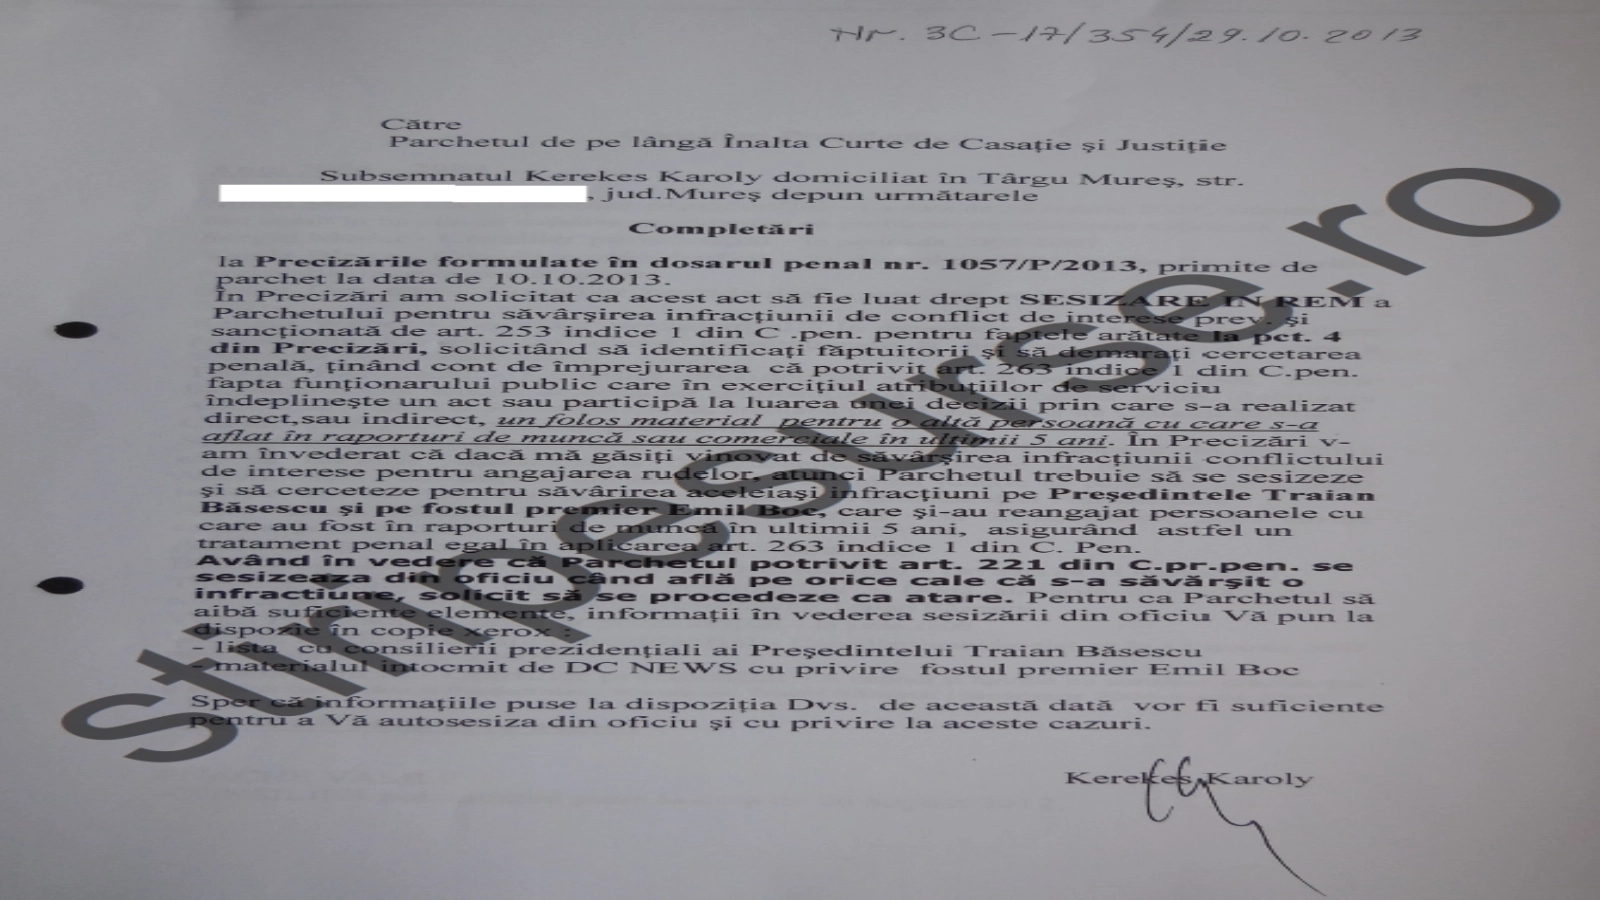 Nr. 3C-17/354/29.10.2013
Către
Parchetul de pe lângă Înalta Curte de Casaţie şi Justiţie
Subsemnatul Kerekes Karoly domiciliat în Târgu Mureş, str.
, jud.Mureş depun următarele
Completări
la Precizările formulate în dosarul penal nr. 1057/P/2013, primite de
parchet la data de 10.10.2013.
În Precizări am solicitat ca acest act să fie luat drept SESIZARE IN REM a
Parchetului pentru săvârşirea infracţiunii de conflict de interese prev. şi
sancţionată de art. 253 indice 1 din C .pen. pentru faptele arătate la pct. 4
din Precizări, solicitând să identificaţi făptuitorii şi să demaraţi cercetarea
penală, ţinând cont de împrejurarea că potrivit art. 263 indice 1 din C.pen.
fapta funţionarului public care în exerciţiul atribuţiilor de serviciu
îndeplineşte un act sau participă la luarea unei decizii prin care s-a realizat
direct,sau indirect, un folos material pentru o altă persoană cu care s-a
aflat în raporturi de muncă sau comerciale în ultimii 5 ani. În Precizări v-
am învederat că dacă mă găsiţi vinovat de săvârşirea infracţiunii conflictului
de interese pentru angajarea rudelor, atunci Parchetul trebuie să se sesizeze
şi să cerceteze pentru săvârirea aceleiaşi infracţiuni pe Preşedintele Traian
Băsescu şi pe fostul premier Emil Boc, care şi-au reangajat persoanele cu
care au fost în raporturi de muncă în ultimii 5 ani, asigurând astfel un
tratament penal egal în aplicarea art. 263 indice 1 din C. Pen.
Având în vedere că Parchetul potrivit art. 221 din C.pr.pen. se
sesizeaza din oficiu când află pe orice cale că s-a săvărşit o
infractiune, solicit să se procedeze ca atare. Pentru ca Parchetul să
aibă suficiente elemente, informaţii în vederea sesizării din oficiu Vă pun la
dispozie în copie xerox :
- lista cu consilierii prezidenţiali ai Preşedintelui Traian Băsescu
- materialul intocmit de DC NEWS cu privire fostul premier Emil Boc
Sper că informaţiile puse la dispoziţia Dvs. de această dată vor fi suficiente
pentru a Vă autosesiza din oficiu şi cu privire la aceste cazuri.
Kerekes Karoly
stiripesurse.ro